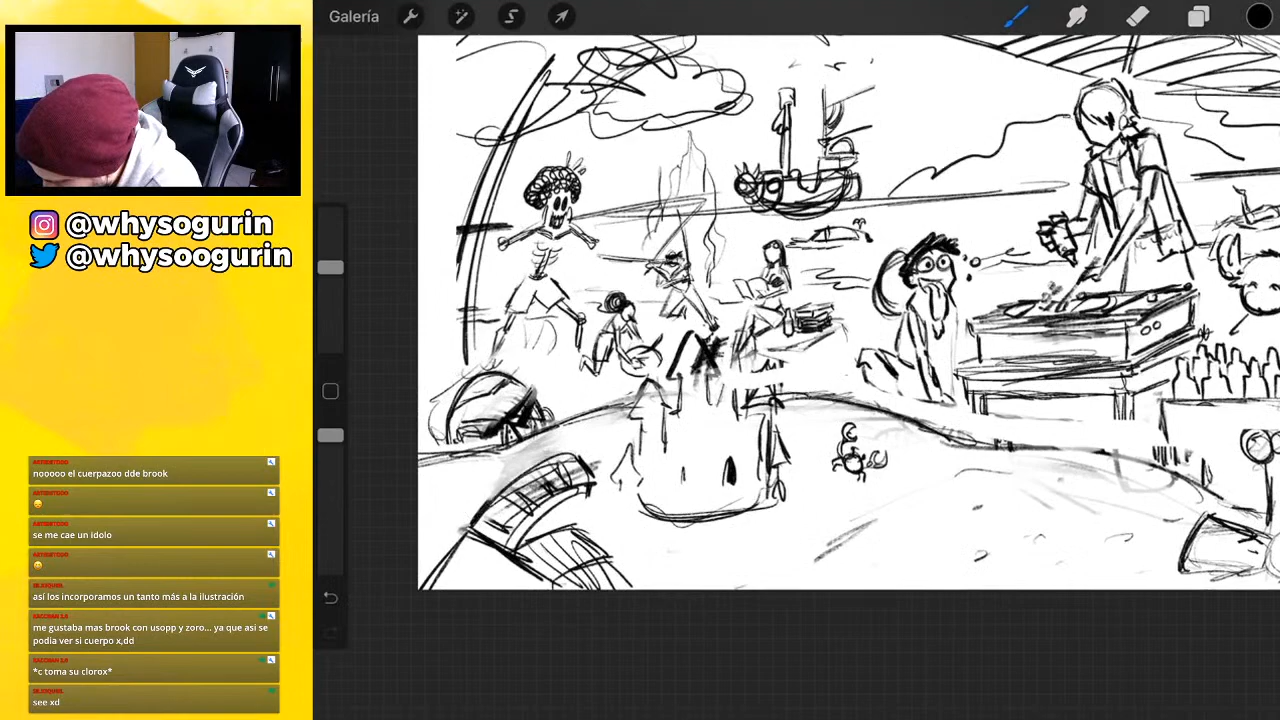 Galería
@whysogurin
@whysoogurin
nooooo el cuerpazoo dde brook
se me cae un idolo
así los incorporamos un tanto más a la ilustración
me gustaba mas brook con usopp y zoro... ya que asi se
podia ver si cuerpo x,dd
*c toma su clorox*
see xd